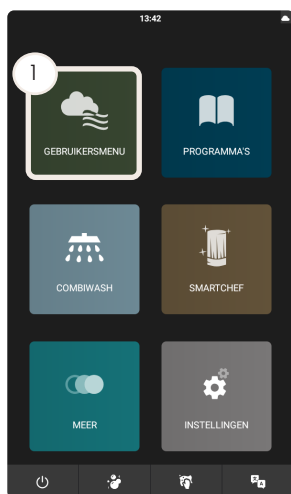 13:42
1
GEBRUIKERSMENU
PROGRAMMA'S
COMBIWASH
SMARTCHEF
MEER
INSTELLINGEN